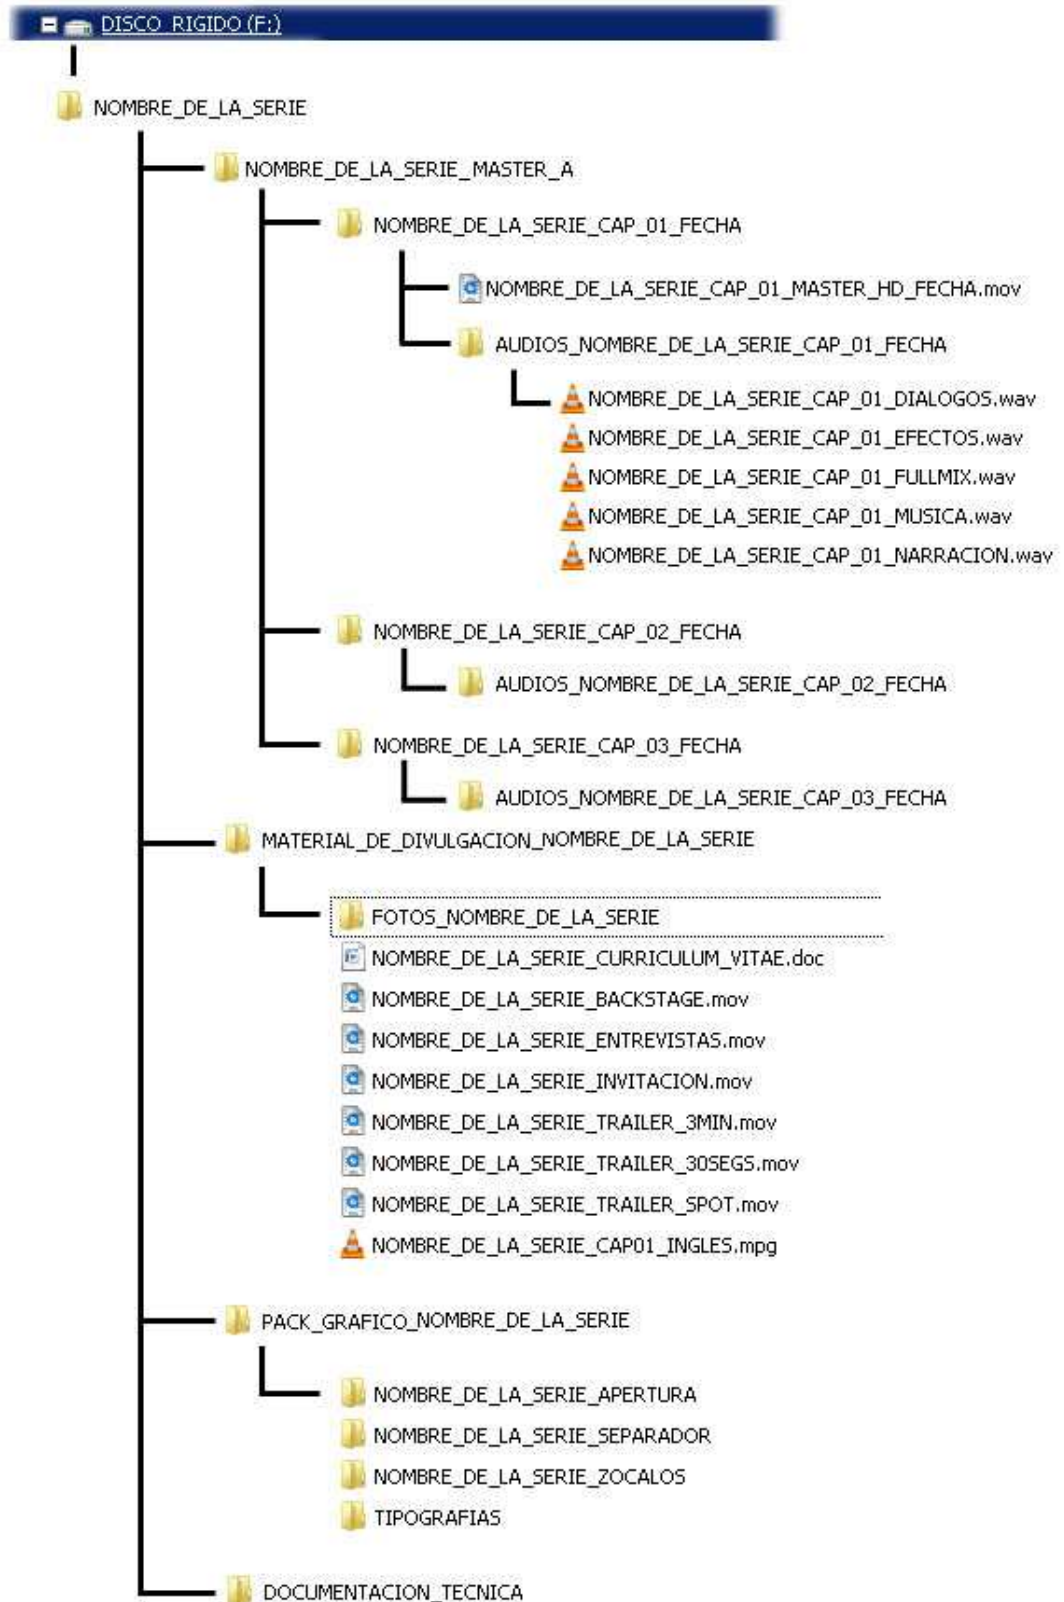 DISCO_RIGIDO (F:)
NOMBRE_DE_LA_SERIE
NOMBRE_DE_LA_SERIE_MASTER_A
NOMBRE_DE_LA_SERIE_CAP_01_FECHA
NOMBRE_DE_LA_SERIE_CAP_01_MASTER_HD_FECHA.mov
AUDIOS_NOMBRE_DE_LA_SERIE_CAP_01_FECHA
NOMBRE_DE_LA_SERIE_CAP_01_DIALOGOS.wav
NOMBRE_DE_LA_SERIE_CAP_01_EFECTOS.wav
NOMBRE_DE_LA_SERIE_CAP_01_FULLMIX.wav
NOMBRE_DE_LA_SERIE_CAP_01_MUSICA.wav
NOMBRE_DE_LA_SERIE_CAP_01_NARRACION.wav
NOMBRE_DE_LA_SERIE_CAP_02_FECHA
AUDIOS_NOMBRE_DE_LA_SERIE_CAP_02_FECHA
NOMBRE_DE_LA_SERIE_CAP_03_FECHA
AUDIOS_NOMBRE_DE_LA_SERIE_CAP_03_FECHA
MATERIAL_DE_DIVULGACION_NOMBRE_DE_LA_SERIE
FOTOS_NOMBRE_DE_LA_SERIE
NOMBRE_DE_LA_SERIE_CURRICULUM_VITAE.doc
NOMBRE_DE_LA_SERIE_BACKSTAGE.mov
NOMBRE_DE_LA_SERIE_ENTREVISTAS.mov
NOMBRE_DE_LA_SERIE_INVITACION.mov
NOMBRE_DE_LA_SERIE_TRAILER_3MIN.mov
NOMBRE_DE_LA_SERIE_TRAILER_30SEGS.mov
NOMBRE_DE_LA_SERIE_TRAILER_SPOT.mov
NOMBRE_DE_LA_SERIE_CAP01_INGLES.mpg
PACK_GRAFICO_NOMBRE_DE_LA_SERIE
NOMBRE_DE_LA_SERIE_APERTURA
NOMBRE_DE_LA_SERIE_SEPARADOR
NOMBRE_DE_LA_SERIE_ZOCALOS
TIPOGRAFIAS
DOCUMENTACION_TECNICA